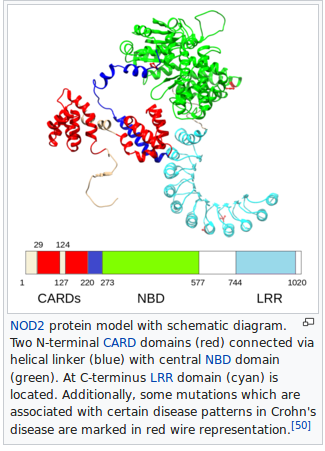 29 124
1 127 220 273 577 744 1020
CARDs NBD LRR
NOD2 protein model with schematic diagram.
Two N-terminal CARD domains (red) connected via
helical linker (blue) with central NBD domain
(green). At C-terminus LRR domain (cyan) is
located. Additionally, some mutations which are
associated with certain disease patterns in Crohn's
disease are marked in red wire representation.[50]